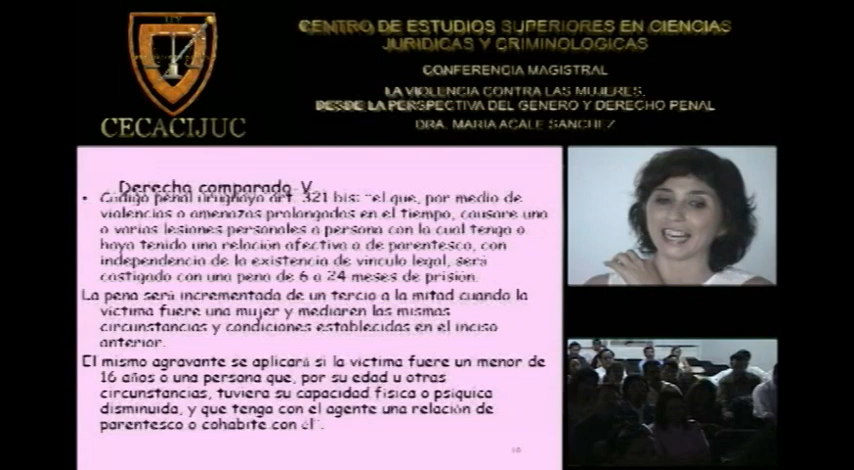 CENTRO DE ESTUDIOS SUPERIORES EN CIENCIAS
JURIDICAS Y CRIMINOLOGICAS
CONFERENCIA MAGISTRAL
LA VIOLENCIA CONTRA LAS MUJERES.
DESDE LA PERSPECTIVA DEL GENERO Y DERECHO PENAL
DRA. MARIA ACALE SANCHEZ
CECACIJUC
Derecho comparado V
• Código penal uruguayo art. 321 bis: "el que, por medio de
violencias o amenazas prolongadas en el tiempo, causare una
o varias lesiones personales a persona con la cual tenga o
haya tenido una relación afectiva o de parentesco, con
independencia de la existencia de vinculo legal, será
castigado con una pena de 6 a 24 meses de prisión.
La pena será incrementada de un tercio a la mitad cuando la
víctima fuere una mujer y mediaren las mismas
circunstancias y condiciones establecidas en el inciso
anterior.
El mismo agravante se aplicará si la víctima fuere un menor de
16 años o una persona que, por su edad u otras
circunstancias, tuviera su capacidad física o psíquica
disminuida, y que tenga con el agente una relación de
parentesco o cohabite con él".